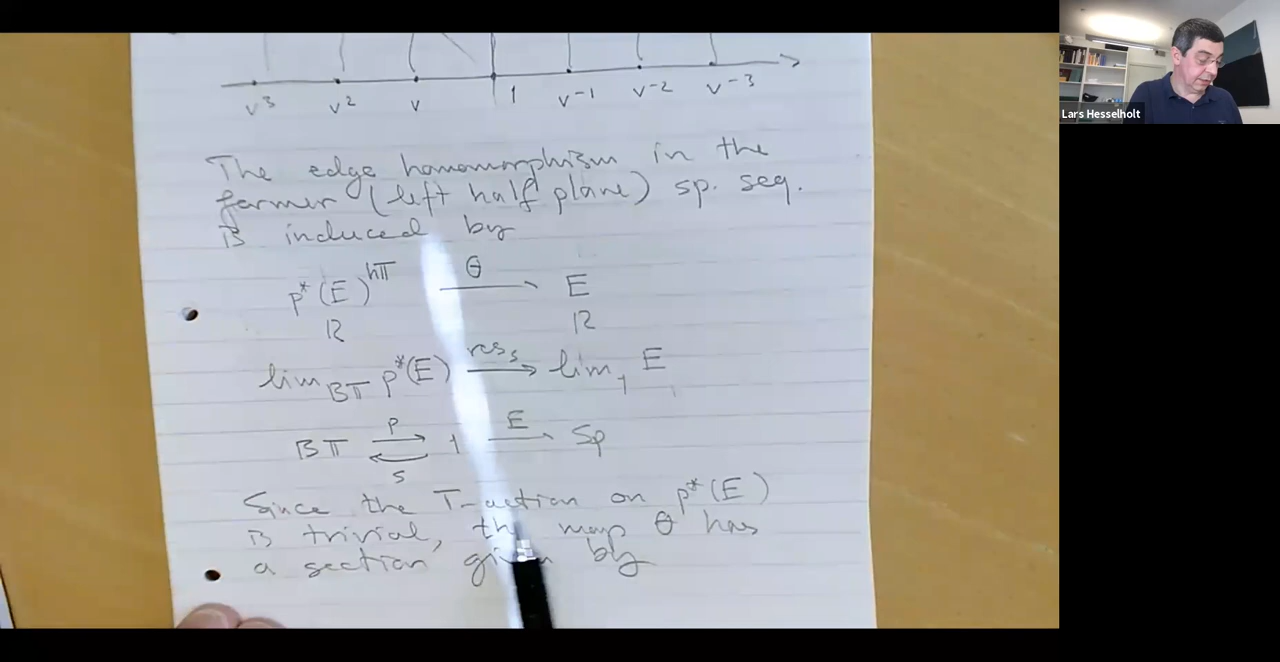 v³ v² v 1 v⁻¹ v⁻² v⁻³
Lars Hesselholt
The edge homomorphism in the
former (left half plane) sp. seq.
is induced by
p*(E)^{h𝕋} —θ→ E
≀≀ ≀≀
lim_{B𝕋} p*(E) —res_s→ lim_1 E
B𝕋 ⇄ 1 —E→ Sp
p
s
Since the 𝕋-action on p*(E)
is trivial, the map θ has
a section given by